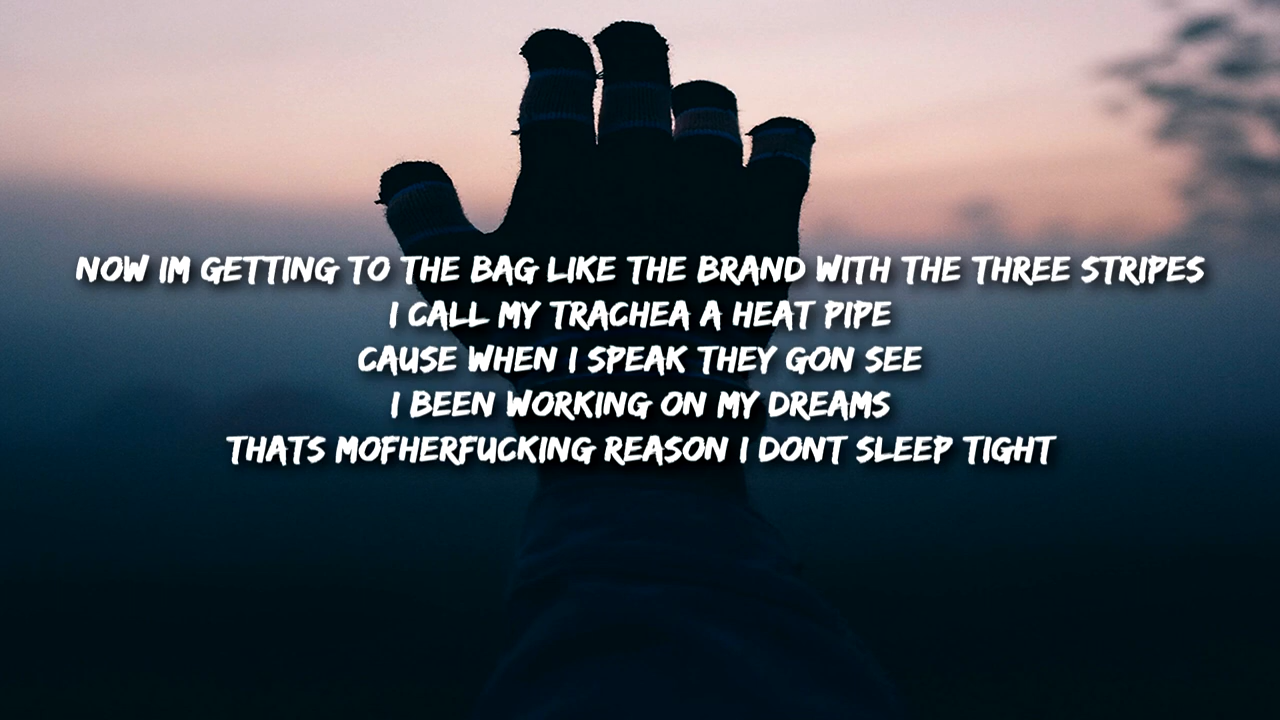 NOW IM GETTING TO THE BAG LIKE THE BRAND WITH THE THREE STRIPES
I CALL MY TRACHEA A HEAT PIPE
CAUSE WHEN I SPEAK THEY GON SEE
I BEEN WORKING ON MY DREAMS
THATS MOFHERFUCKING REASON I DONT SLEEP TIGHT